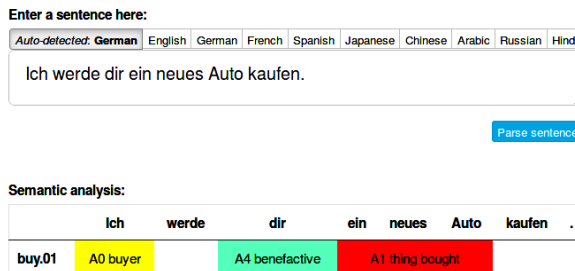 Enter a sentence here:
Auto-detected: German English German French Spanish Japanese Chinese Arabic Russian Hind
Ich werde dir ein neues Auto kaufen.
Parse sentence
Semantic analysis:
Ich werde dir ein neues Auto kaufen .
buy.01 A0 buyer A4 benefactive A1 thing bought